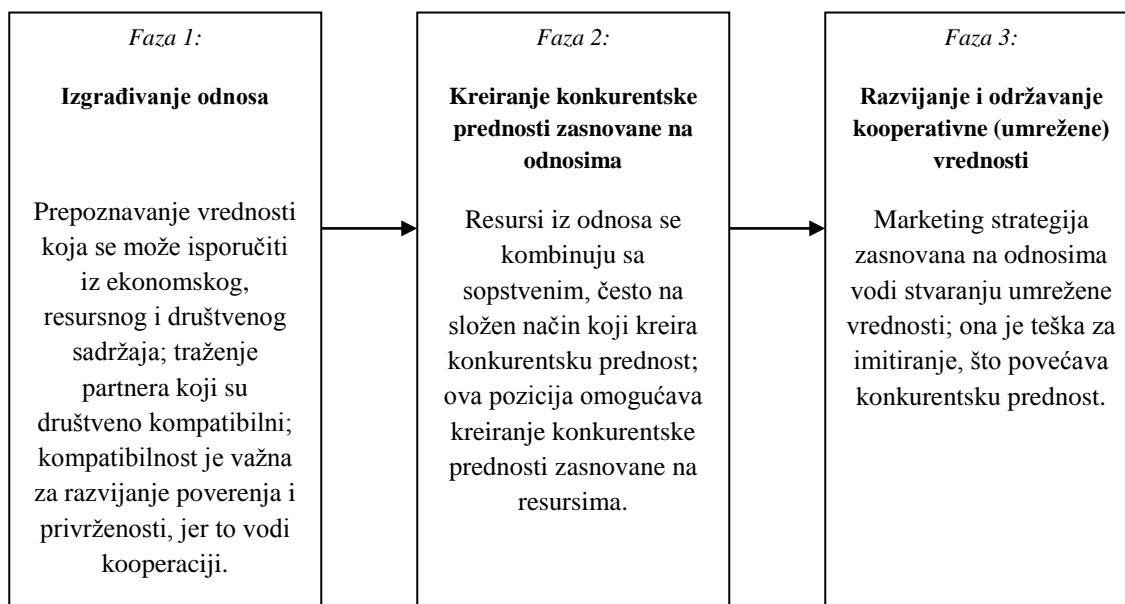 Faza 1:
Izgrađivanje odnosa
Prepoznavanje vrednosti
koja se može isporučiti
iz ekonomskog,
resursnog i društvenog
sadržaja; traženje
partnera koji su
društveno kompatibilni;
kompatibilnost je važna
za razvijanje poverenja i
privrženosti, jer to vodi
kooperaciji.
Faza 2:
Kreiranje konkurentske
prednosti zasnovane na
odnosima
Resursi iz odnosa se
kombinuju sa
sopstvenim, često na
složen način koji kreira
konkurentsku prednost;
ova pozicija omogućava
kreiranje konkurentske
prednosti zasnovane na
resursima.
Faza 3:
Razvijanje i održavanje
kooperativne (umrežene)
vrednosti
Marketing strategija
zasnovana na odnosima
vodi stvaranju umrežene
vrednosti; ona je teška za
imitiranje, što povećava
konkurentsku prednost.